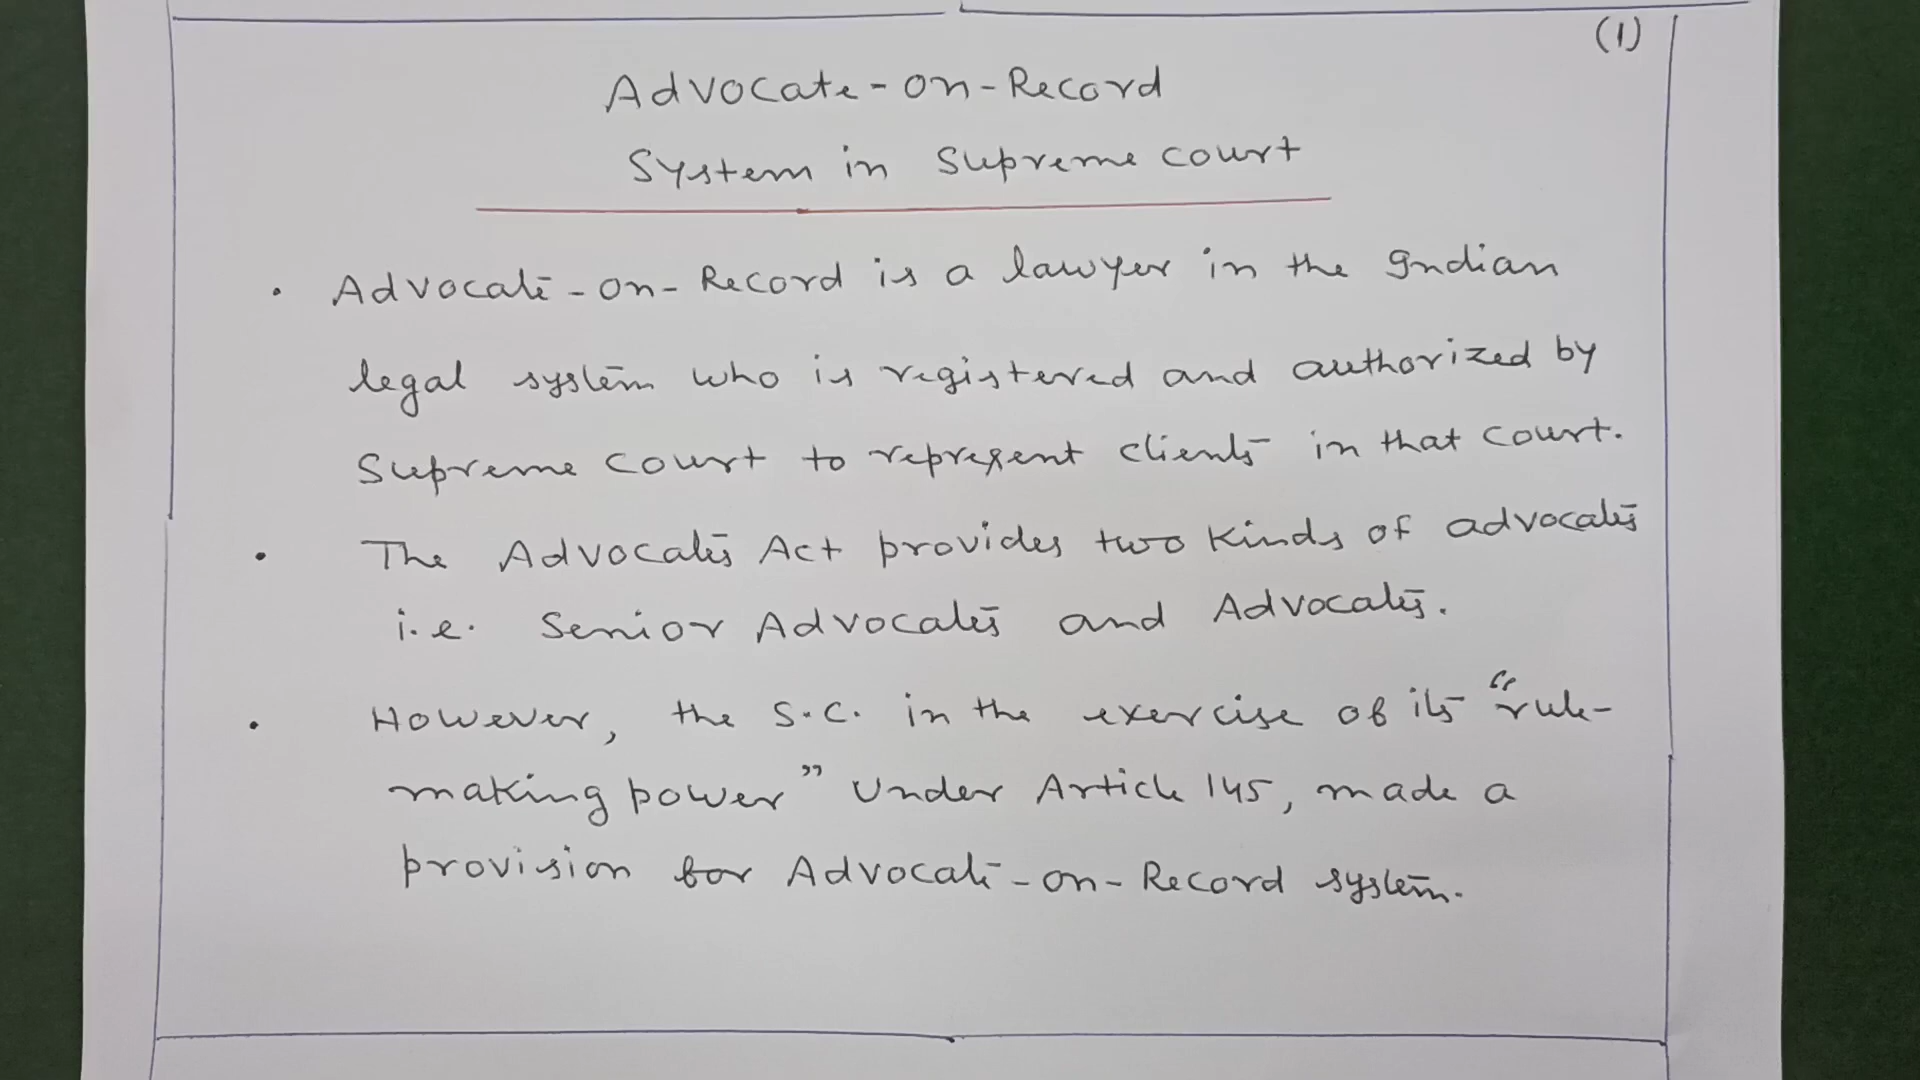 (1)
Advocate-on-Record
System in Supreme Court
• Advocate-on-Record is a lawyer in the Indian
legal system who is registered and authorized by
Supreme Court to represent clients in that court.
• The Advocates Act provides two kinds of advocates
i.e. Senior Advocates and Advocates.
• However, the S.C. in the exercise of its "rule-
making power" under Article 145, made a
provision for Advocate-on-Record system.